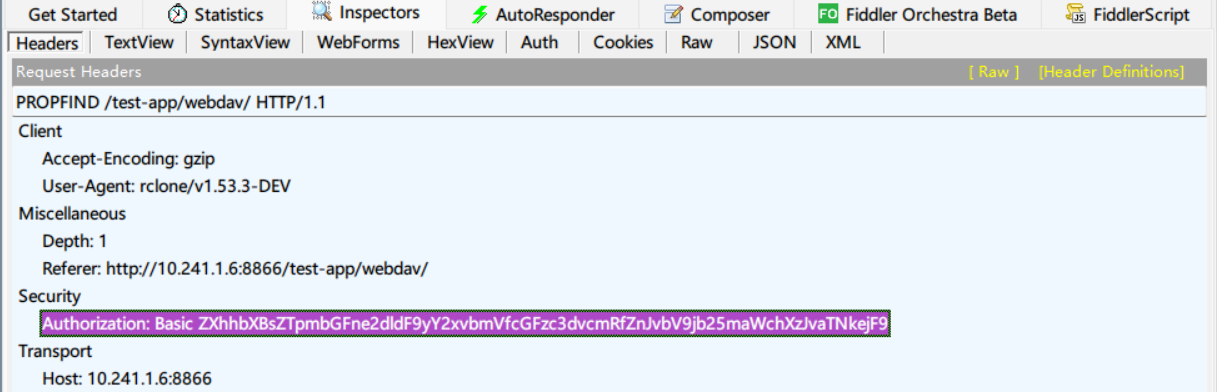 Get Started Statistics Inspectors AutoResponder Composer FO Fiddler Orchestra Beta FiddlerScript
Headers TextView SyntaxView WebForms HexView Auth Cookies Raw JSON XML
Request Headers [ Raw ] [Header Definitions]
PROPFIND /test-app/webdav/ HTTP/1.1
Client
Accept-Encoding: gzip
User-Agent: rclone/v1.53.3-DEV
Miscellaneous
Depth: 1
Referer: http://10.241.1.6:8866/test-app/webdav/
Security
Authorization: Basic ZXhhbXBsZTpmbGFne2dldF9yY2xvbmVfcGFzc3dvcmRfZnJvbV9jb25maWchXzJvaTNkejF9
Transport
Host: 10.241.1.6:8866